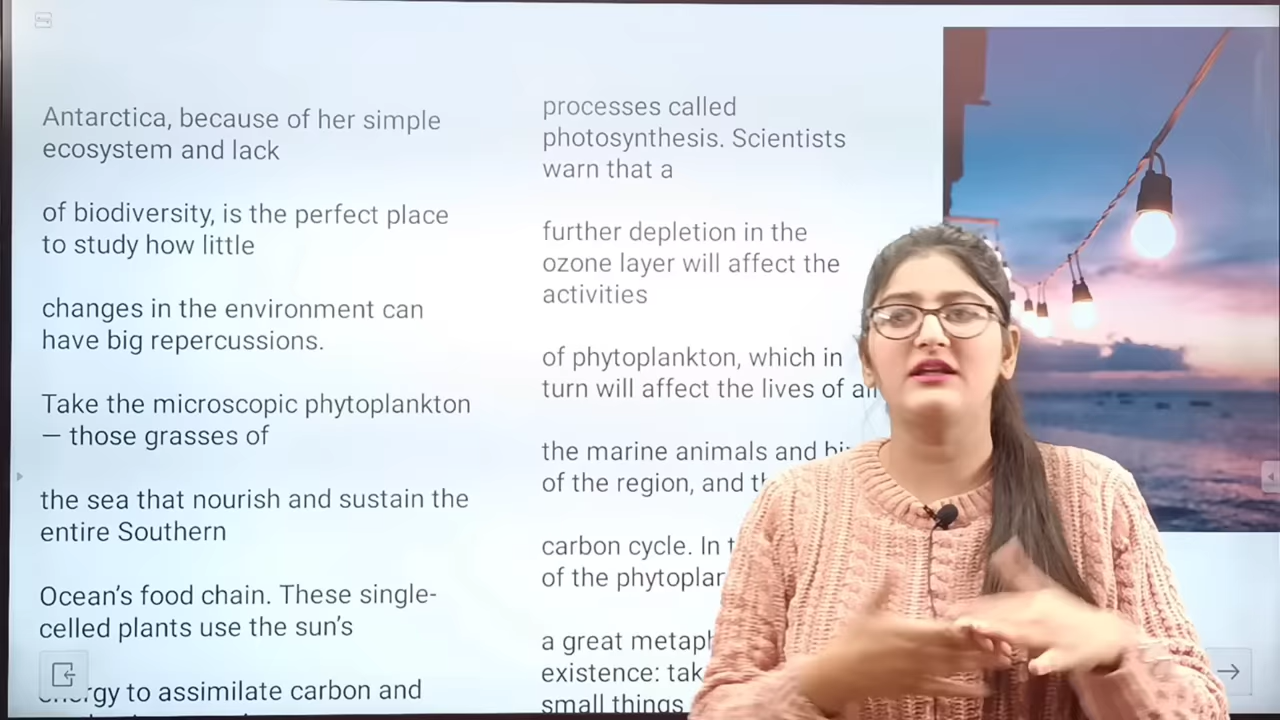 Antarctica, because of her simple
ecosystem and lack
of biodiversity, is the perfect place
to study how little
changes in the environment can
have big repercussions.
Take the microscopic phytoplankton
— those grasses of
the sea that nourish and sustain the
entire Southern
Ocean’s food chain. These single-
celled plants use the sun’s
energy to assimilate carbon and
processes called
photosynthesis. Scientists
warn that a
further depletion in the
ozone layer will affect the
activities
of phytoplankton, which in
turn will affect the lives of all
the marine animals and
of the region, and
carbon cycle. In
of the
a great
existence:
small things